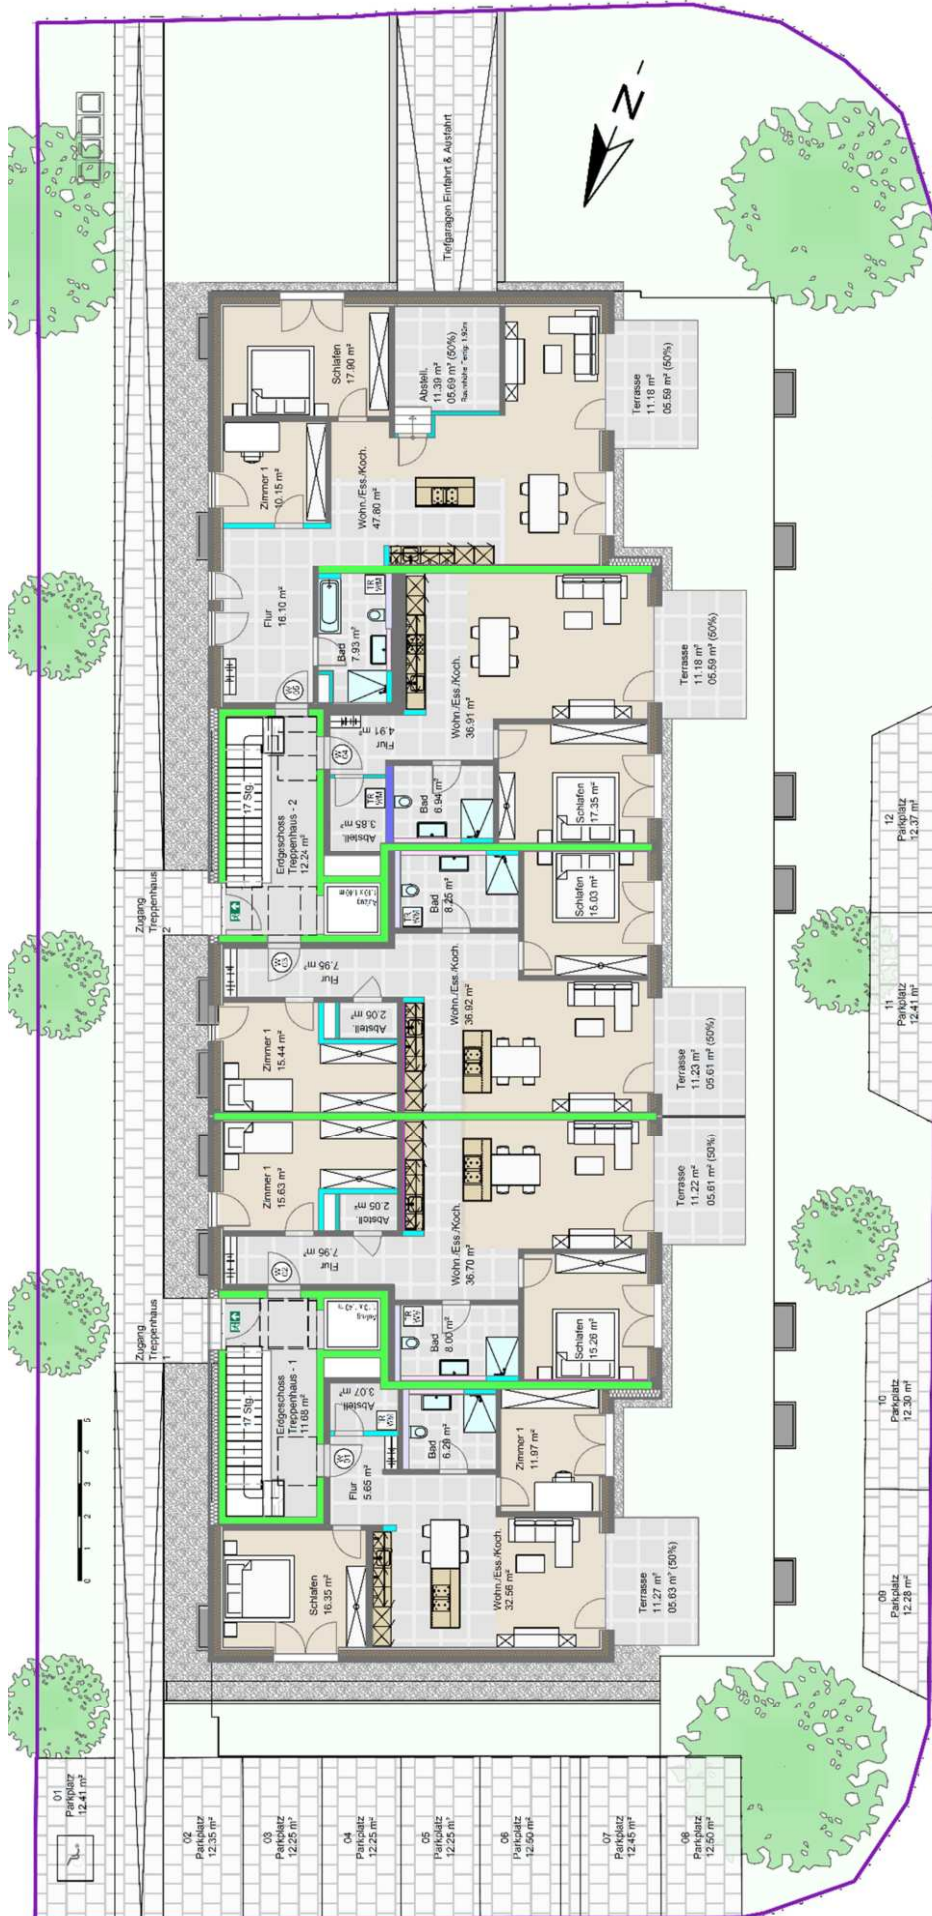 Tiefgaragen Einfahrt & Ausfahrt
N
Schlafen
17.90 m²
Abstell.
11.39 m²
05.69 m² (50%)
Zimmer 1
10.15 m²
Wohn./Ess./Koch.
47.80 m²
Terrasse
11.18 m²
05.59 m² (50%)
Flur
16.10 m²
Bad
7.93 m²
TR
WM
W
05
Wohn./Ess./Koch.
36.91 m²
Terrasse
11.18 m²
05.59 m² (50%)
Flur
4.91 m²
W
04
17 Stg.
Erdgeschoss
Treppenhaus - 2
12.24 m²
Abstell.
3.85 m²
TR
WM
Bad
6.94 m²
Schlafen
17.35 m²
Zugang
Treppenhaus
2
Bad
8.25 m²
TR
WM
Schlafen
15.03 m²
W
03
Flur
7.95 m²
Wohn./Ess./Koch.
36.92 m²
Zimmer 1
15.44 m²
Abstell.
2.05 m²
Terrasse
11.23 m²
05.61 m² (50%)
Zimmer 1
15.63 m²
Abstell.
2.05 m²
Terrasse
11.22 m²
05.61 m² (50%)
W
02
Flur
7.95 m²
Wohn./Ess./Koch.
36.70 m²
Zugang
Treppenhaus
1
17 Stg.
Erdgeschoss
Treppenhaus - 1
11.68 m²
Bad
8.00 m²
Schlafen
15.26 m²
Abstell.
3.07 m²
Flur
5.65 m²
W
01
Bad
6.29 m²
Zimmer 1
11.97 m²
Schlafen
16.35 m²
Wohn./Ess./Koch.
32.56 m²
Terrasse
11.27 m²
05.63 m² (50%)
0 1 2 3 4 5
01
Parkplatz
12.41 m²
02
Parkplatz
12.35 m²
03
Parkplatz
12.25 m²
04
Parkplatz
12.25 m²
05
Parkplatz
12.25 m²
06
Parkplatz
12.50 m²
07
Parkplatz
12.45 m²
08
Parkplatz
12.50 m²
09
Parkplatz
12.28 m²
10
Parkplatz
12.30 m²
11
Parkplatz
12.41 m²
12
Parkplatz
12.37 m²